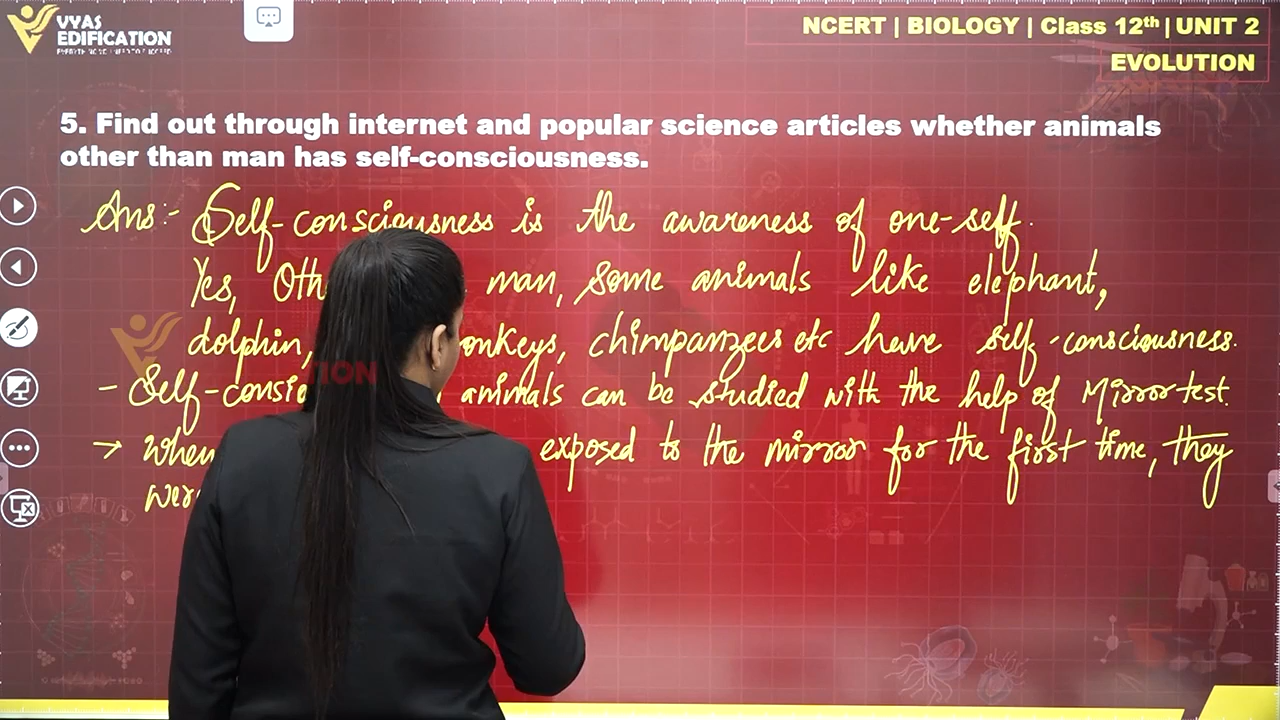 VYAS
EDIFICATION
NCERT | BIOLOGY | Class 12th | UNIT 2
EVOLUTION
5. Find out through internet and popular science articles whether animals
other than man has self-consciousness.
Ans:- Self-consciousness is the awareness of one-self.
Yes, man, some animals like elephant,
dolphin, chimpanzees etc have self-consciousness.
- animals can be studied with the help of Mirror test.
→ When exposed to the mirror for the first time, they